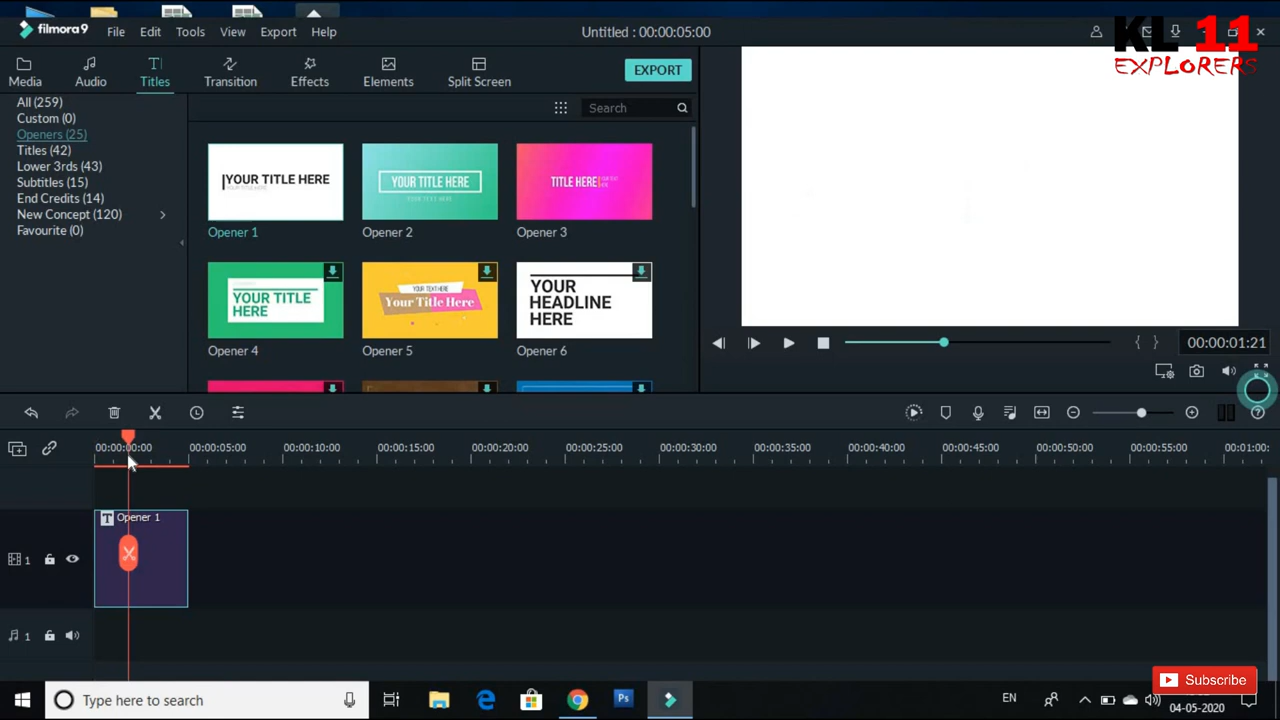 filmora 9
File Edit Tools View Export Help
Untitled : 00:00:05:00
KL 11
EXPLORERS
Media Audio Titles Transition Effects Elements Split Screen
EXPORT
All (259)
Custom (0)
Openers (25)
Titles (42)
Lower 3rds (43)
Subtitles (15)
End Credits (14)
New Concept (120)
Favourite (0)
Search
YOUR TITLE HERE
YOUR TITLE HERE
TITLE HERE
Opener 1 Opener 2 Opener 3
YOUR TITLE
HERE
YOUR TEXT HERE
Your Title Here
YOUR
HEADLINE
HERE
Opener 4 Opener 5 Opener 6
00:00:01:21
00:00:00:00 00:00:05:00 00:00:10:00 00:00:15:00 00:00:20:00 00:00:25:00 00:00:30:00 00:00:35:00 00:00:40:00 00:00:45:00 00:00:50:00 00:00:55:00 00:01:00:
T Opener 1
1
1
Subscribe
Type here to search
Ps
EN
04-05-2020